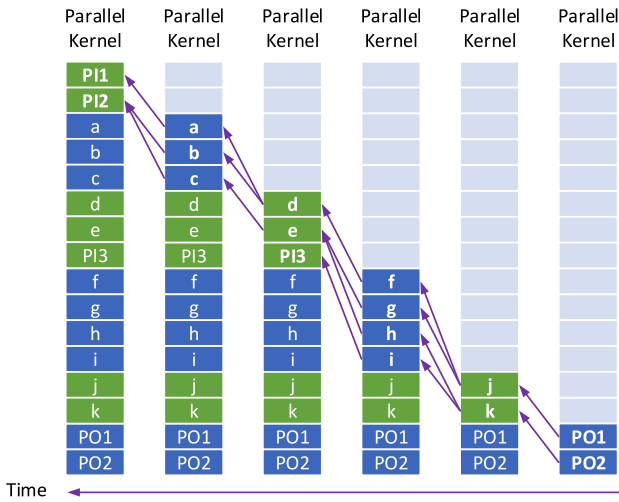 Parallel Parallel Parallel Parallel Parallel Parallel
Kernel Kernel Kernel Kernel Kernel Kernel
PI1
PI2
a a
b b
c c
d d d
e e e
PI3 PI3 PI3
f f f f
g g g g
h h h h
i i i i
j j j j j
k k k k k
PO1 PO1 PO1 PO1 PO1 PO1
PO2 PO2 PO2 PO2 PO2 PO2
Time